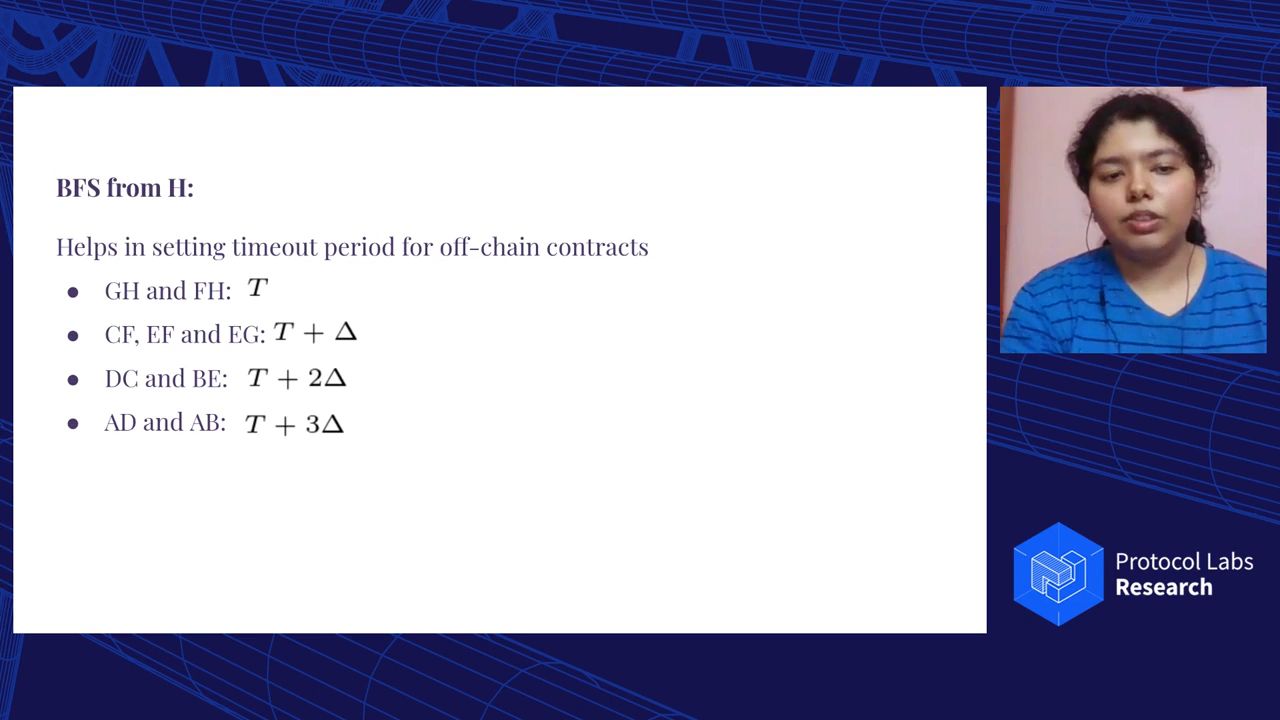 BFS from H:
Helps in setting timeout period for off-chain contracts
● GH and FH: T
● CF, EF and EG: T + Δ
● DC and BE: T + 2Δ
● AD and AB: T + 3Δ
Protocol Labs
Research